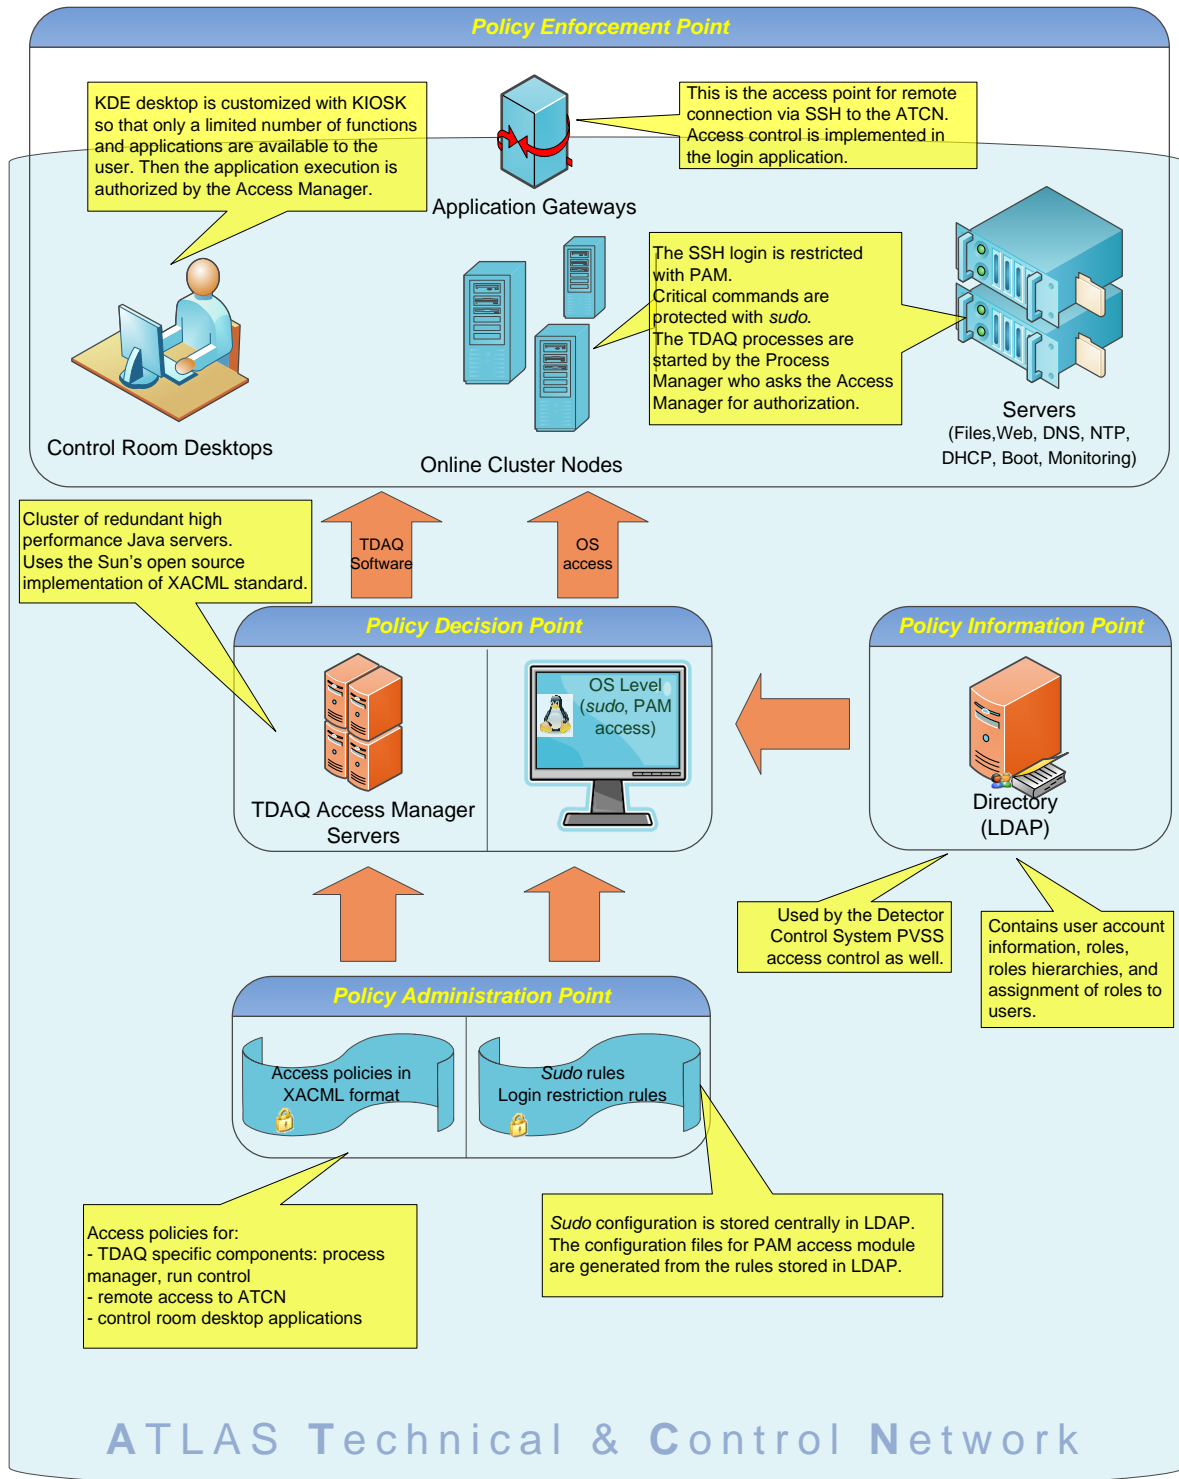 Policy Enforcement Point
KDE desktop is customized with KIOSK
so that only a limited number of functions
and applications are available to the
user. Then the application execution is
authorized by the Access Manager.
This is the access point for remote
connection via SSH to the ATCN.
Access control is implemented in
the login application.
Application Gateways
The SSH login is restricted
with PAM.
Critical commands are
protected with sudo.
The TDAQ processes are
started by the Process
Manager who asks the Access
Manager for authorization.
Control Room Desktops
Online Cluster Nodes
Servers
(Files,Web, DNS, NTP,
DHCP, Boot, Monitoring)
Cluster of redundant high
performance Java servers.
Uses the Sun's open source
implementation of XACML standard.
TDAQ
Software
OS
access
Policy Decision Point
TDAQ Access Manager
Servers
OS Level
(sudo, PAM
access)
Policy Information Point
Directory
(LDAP)
Used by the Detector
Control System PVSS
access control as well.
Contains user account
information, roles,
roles hierarchies, and
assignment of roles to
users.
Policy Administration Point
Access policies in
XACML format
Sudo rules
Login restriction rules
Access policies for:
- TDAQ specific components: process
manager, run control
- remote access to ATCN
- control room desktop applications
Sudo configuration is stored centrally in LDAP.
The configuration files for PAM access module
are generated from the rules stored in LDAP.
ATLAS Technical & Control Network